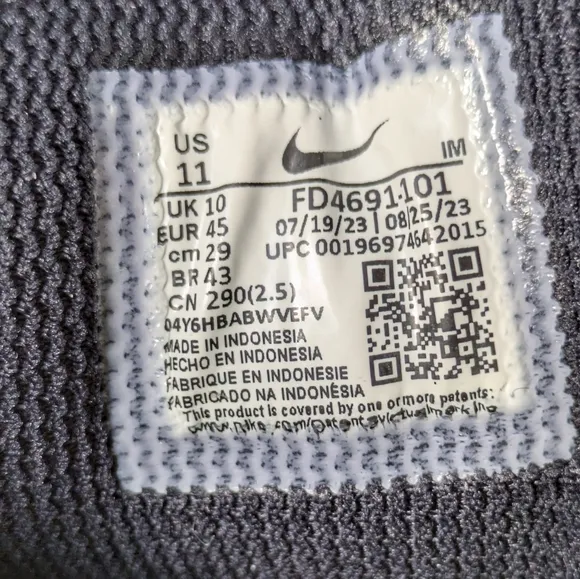 US
11
IM
FD4691-101
UK 10
07/19/23 | 08/25/23
EUR 45
UPC 00196974642015
cm 29
BR 43
CN 290(2.5)
04Y6HBABWVEFV
MADE IN INDONESIA
HECHO EN INDONESIA
FABRIQUE EN INDONESIE
FABRICADO NA INDONÉSIA
This product is covered by one or more patents: